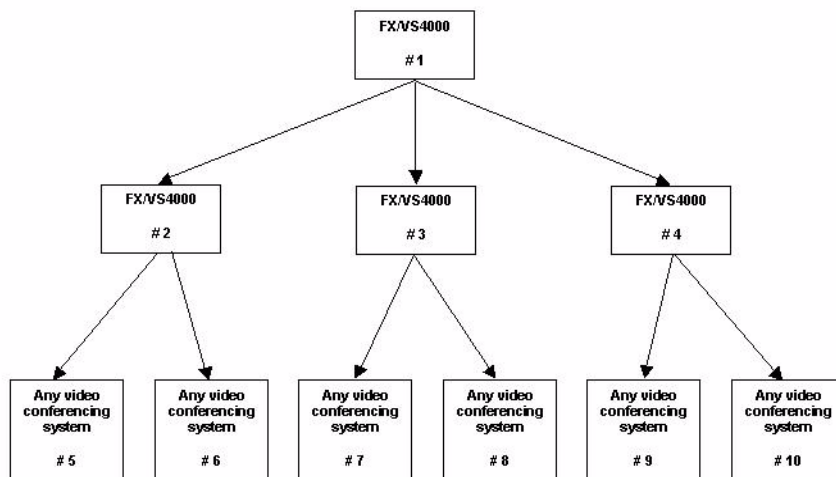 FX/VS4000
# 1
FX/VS4000
# 2
FX/VS4000
# 3
FX/VS4000
# 4
Any video
conferencing
system
# 5
Any video
conferencing
system
# 6
Any video
conferencing
system
# 7
Any video
conferencing
system
# 8
Any video
conferencing
system
# 9
Any video
conferencing
system
# 10